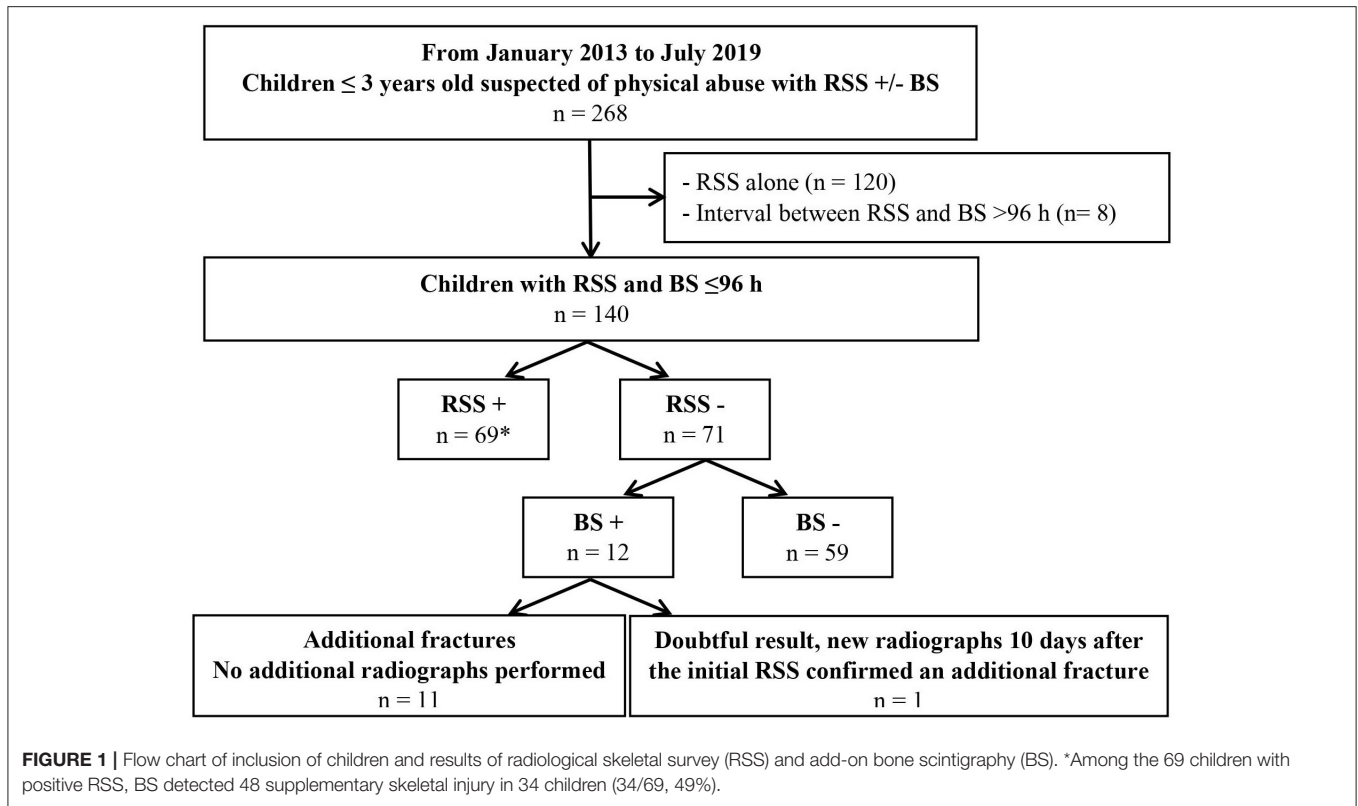 From January 2013 to July 2019
Children ≤ 3 years old suspected of physical abuse with RSS +/- BS
n = 268
- RSS alone (n = 120)
- Interval between RSS and BS >96 h (n= 8)
Children with RSS and BS ≤96 h
n = 140
RSS +
n = 69*
RSS -
n = 71
BS +
n = 12
BS -
n = 59
Additional fractures
No additional radiographs performed
n = 11
Doubtful result, new radiographs 10 days after
the initial RSS confirmed an additional fracture
n = 1
FIGURE 1 | Flow chart of inclusion of children and results of radiological skeletal survey (RSS) and add-on bone scintigraphy (BS). *Among the 69 children with
positive RSS, BS detected 48 supplementary skeletal injury in 34 children (34/69, 49%).